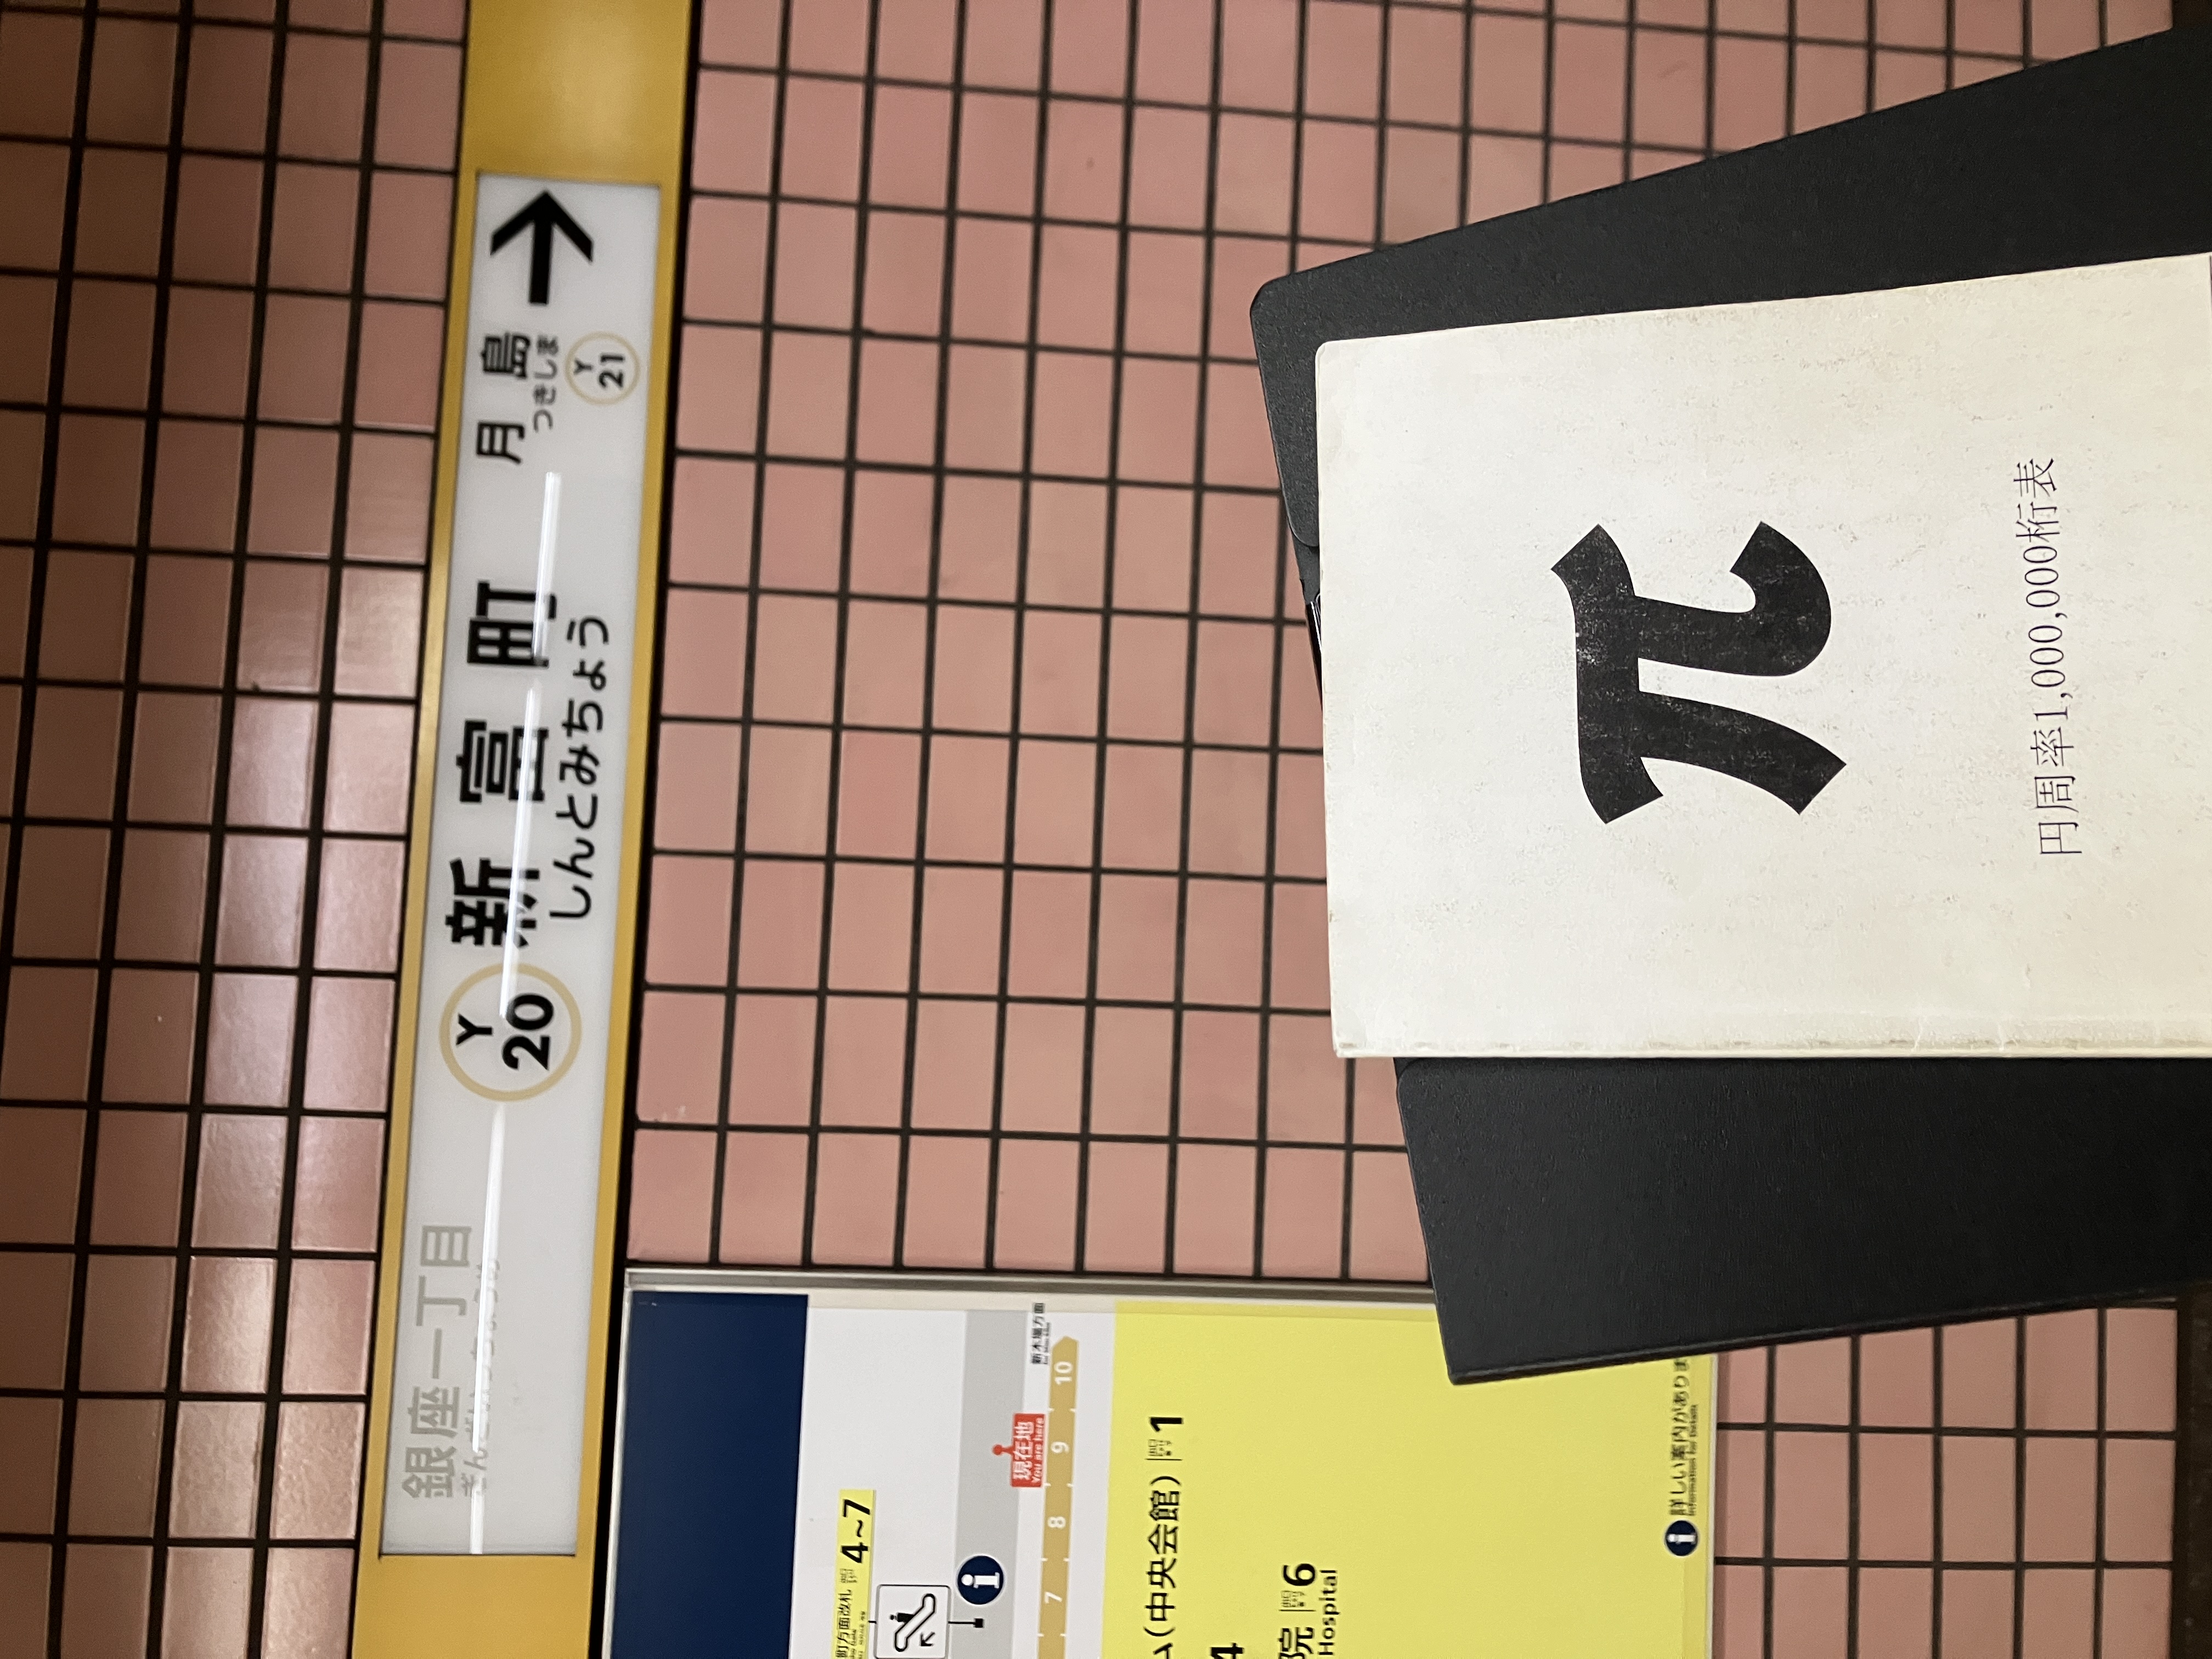 銀座一丁目
ぎんざいっちょうめ
Y
20
新富町
しんとみちょう
月島
つきしま
Y
21
町方面改札 4~7
現在地
You are here
新木場方面
7 8 9 10
ム(中央会館) 1
4
院 6
Hospital
詳しい案内がありま
Information for Details
π
円周率1,000,000桁表